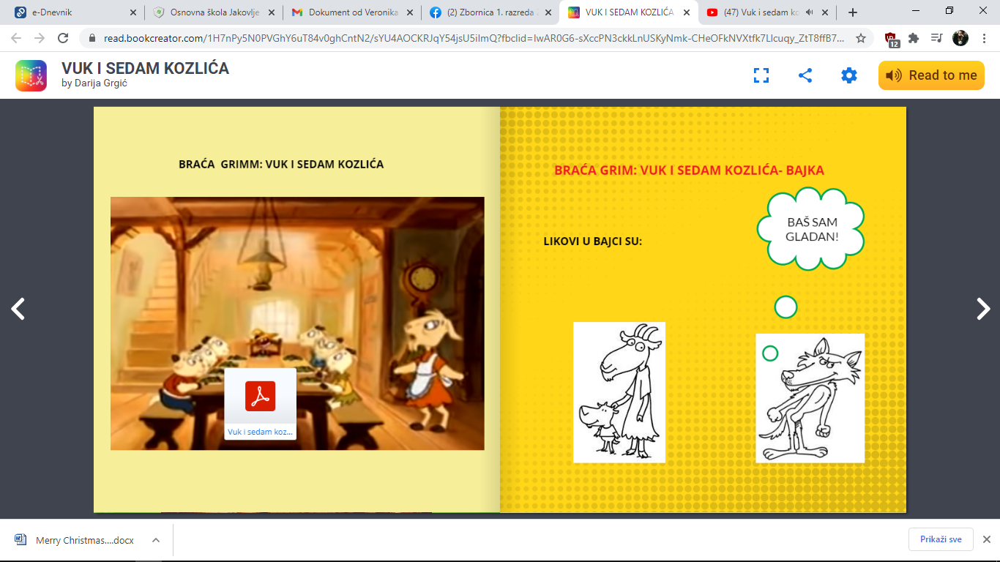 e-Dnevnik
Osnovna škola Jakovlje
Dokument od Veronika
(2) Zbornica 1. razreda
VUK I SEDAM KOZLIĆA
(47) Vuk i sedam ko
read.bookcreator.com/1H7nPy5N0PVGhY6uT84v0ghCntN2/sYU4AOCKRJqY54jsU5iImQ?fbclid=IwAR0G6-sXccPN3ckkLnUSKyNmk-CHeOFkNVXtfk7LIcuqy_ZtT8ffB7...
12
VUK I SEDAM KOZLIĆA
by Darija Grgić
Read to me
BRAĆA GRIMM: VUK I SEDAM KOZLIĆA
Vuk i sedam koz...
BRAĆA GRIM: VUK I SEDAM KOZLIĆA- BAJKA
BAŠ SAM
GLADAN!
LIKOVI U BAJCI SU:
Merry Christmas....docx
Prikaži sve